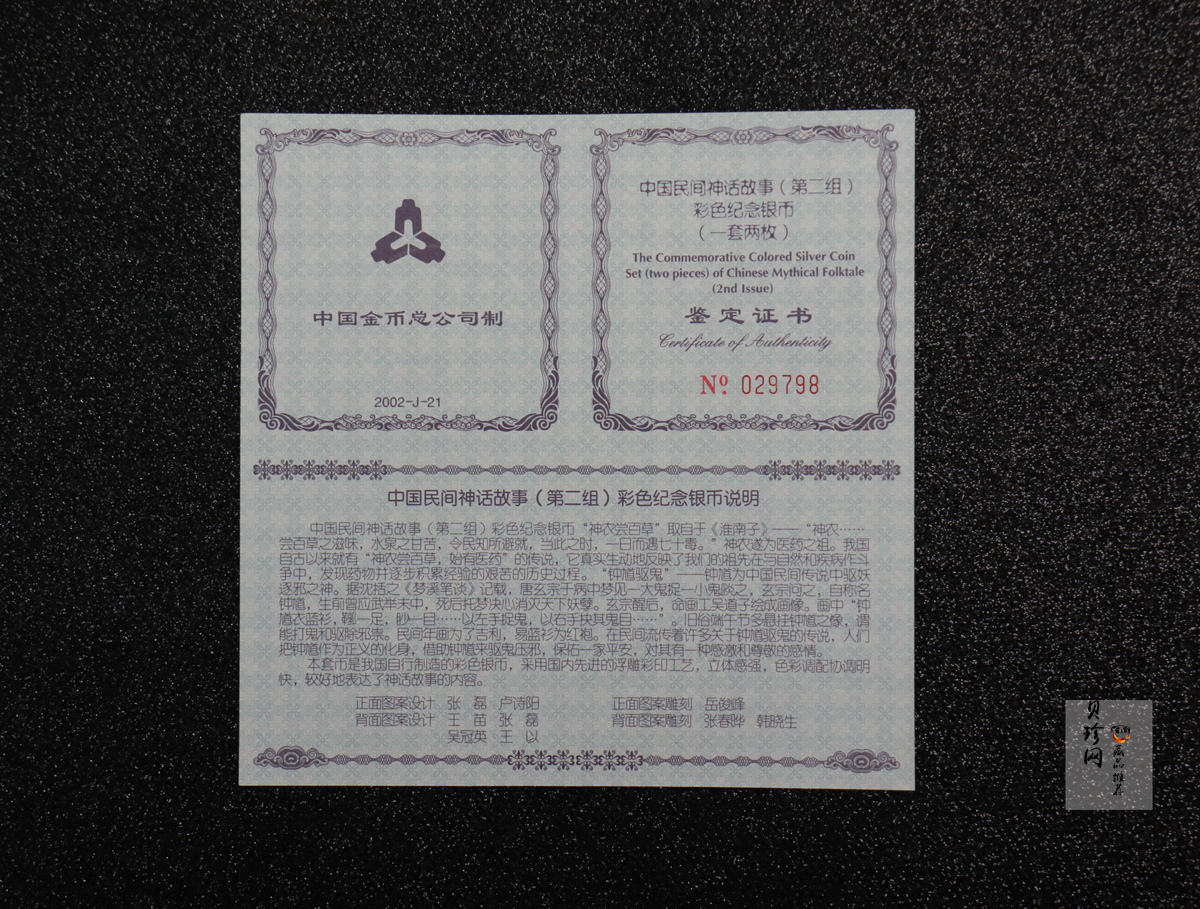 中国金币总公司制
2002-J-21
中国民间神话故事（第二组）
彩色纪念银币
（一套两枚）
The Commemorative Colored Silver Coin
Set (two pieces) of Chinese Mythical Folktale
(2nd Issue)
鉴定证书
Certificate of Authenticity
Nº 029798
中国民间神话故事（第二组）彩色纪念银币说明
中国民间神话故事（第二组）彩色纪念银币“神农尝百草”取自于《淮南子》——“神农……
尝百草之滋味，水泉之甘苦，令民知所避就，当此之时，一日而遇七十毒。”神农遂为医药之祖。我国
自古以来就有“神农尝百草，始有医药”的传说，它真实生动地反映了我们的祖先在与自然和疾病作斗
争中，发现药物并逐步积累经验的艰苦的历史过程。“钟馗驱鬼”——钟馗为中国民间传说中驱妖
逐邪之神。据沈括之《梦溪笔谈》记载，唐玄宗于病中梦见一大鬼捉一小鬼啖之，玄宗问之，自称名
钟馗，生前曾应武举未中，死后托梦决心消灭天下妖孽。玄宗醒后，命画工吴道子绘成画像。画中“钟
馗衣蓝衫，鞹一足，眇一目……以左手捉鬼，以右手抉其鬼目……”。旧俗端午节多悬挂钟馗之像，谓
能打鬼和驱除邪祟。民间年画为了吉利，易蓝衫为红袍。在民间流传着许多关于钟馗驱鬼的传说，人们
把钟馗作为正义的化身，借助钟馗来驱鬼压邪，保佑一家平安，对其有一种感激和尊敬的感情。
本套币是我国自行制造的彩色银币，采用国内先进的浮雕彩印工艺，立体感强，色彩调配协调明
快，较好地表达了神话故事的内容。
正面图案设计 张 磊 卢诗阳 正面图案雕刻 岳俊峰
背面图案设计 王 苗 张 磊 背面图案雕刻 张春晔 韩晓生
吴冠英 王 以
贝珍网
藏品推荐